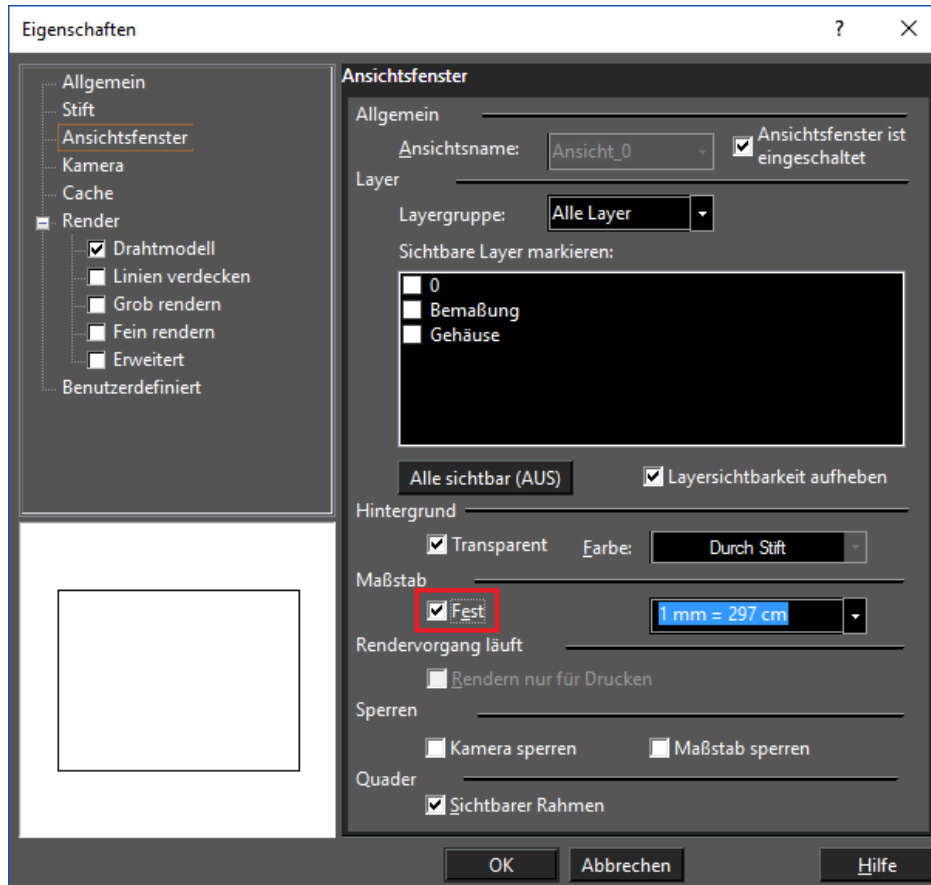 Eigenschaften
?
Allgemein
Stift
Ansichtsfenster
Kamera
Cache
Render
Drahtmodell
Linien verdecken
Grob rendern
Fein rendern
Erweitert
Benutzerdefiniert
Ansichtsfenster
Allgemein
Ansichtsname: Ansicht_0
Ansichtsfenster ist
eingeschaltet
Layer
Layergruppe: Alle Layer
Sichtbare Layer markieren:
0
Bemaßung
Gehäuse
Alle sichtbar (AUS) Layersichtbarkeit aufheben
Hintergrund
Transparent Farbe: Durch Stift
Maßstab
Fest 1 mm = 297 cm
Rendervorgang läuft
Rendern nur für Drucken
Sperren
Kamera sperren Maßstab sperren
Quader
Sichtbarer Rahmen
OK Abbrechen Hilfe